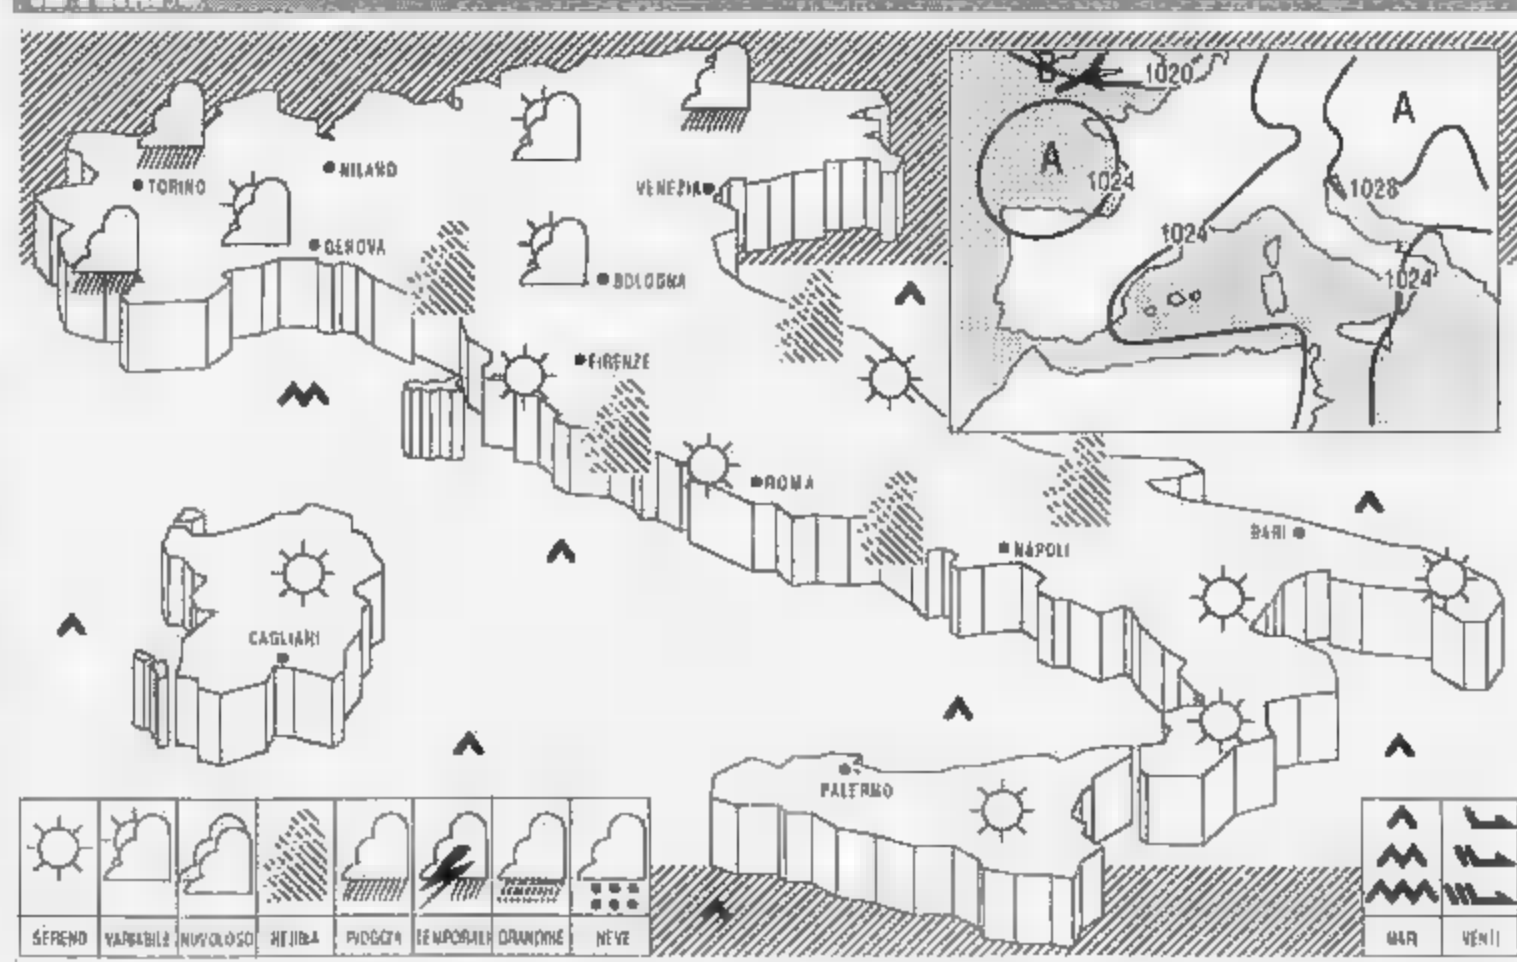 B
1020
A
A
1024
1028
1024
1024
TORINO
MILANO
VENEZIA
GENOVA
BOLOGNA
FIRENZE
ROMA
NAPOLI
BARI
CAGLIARI
PALERMO
SERENO VARIABILE NUVOLOSO NEBBIA PIOGGIA TEMPORALE GRANDINE NEVE
MARI VENTI